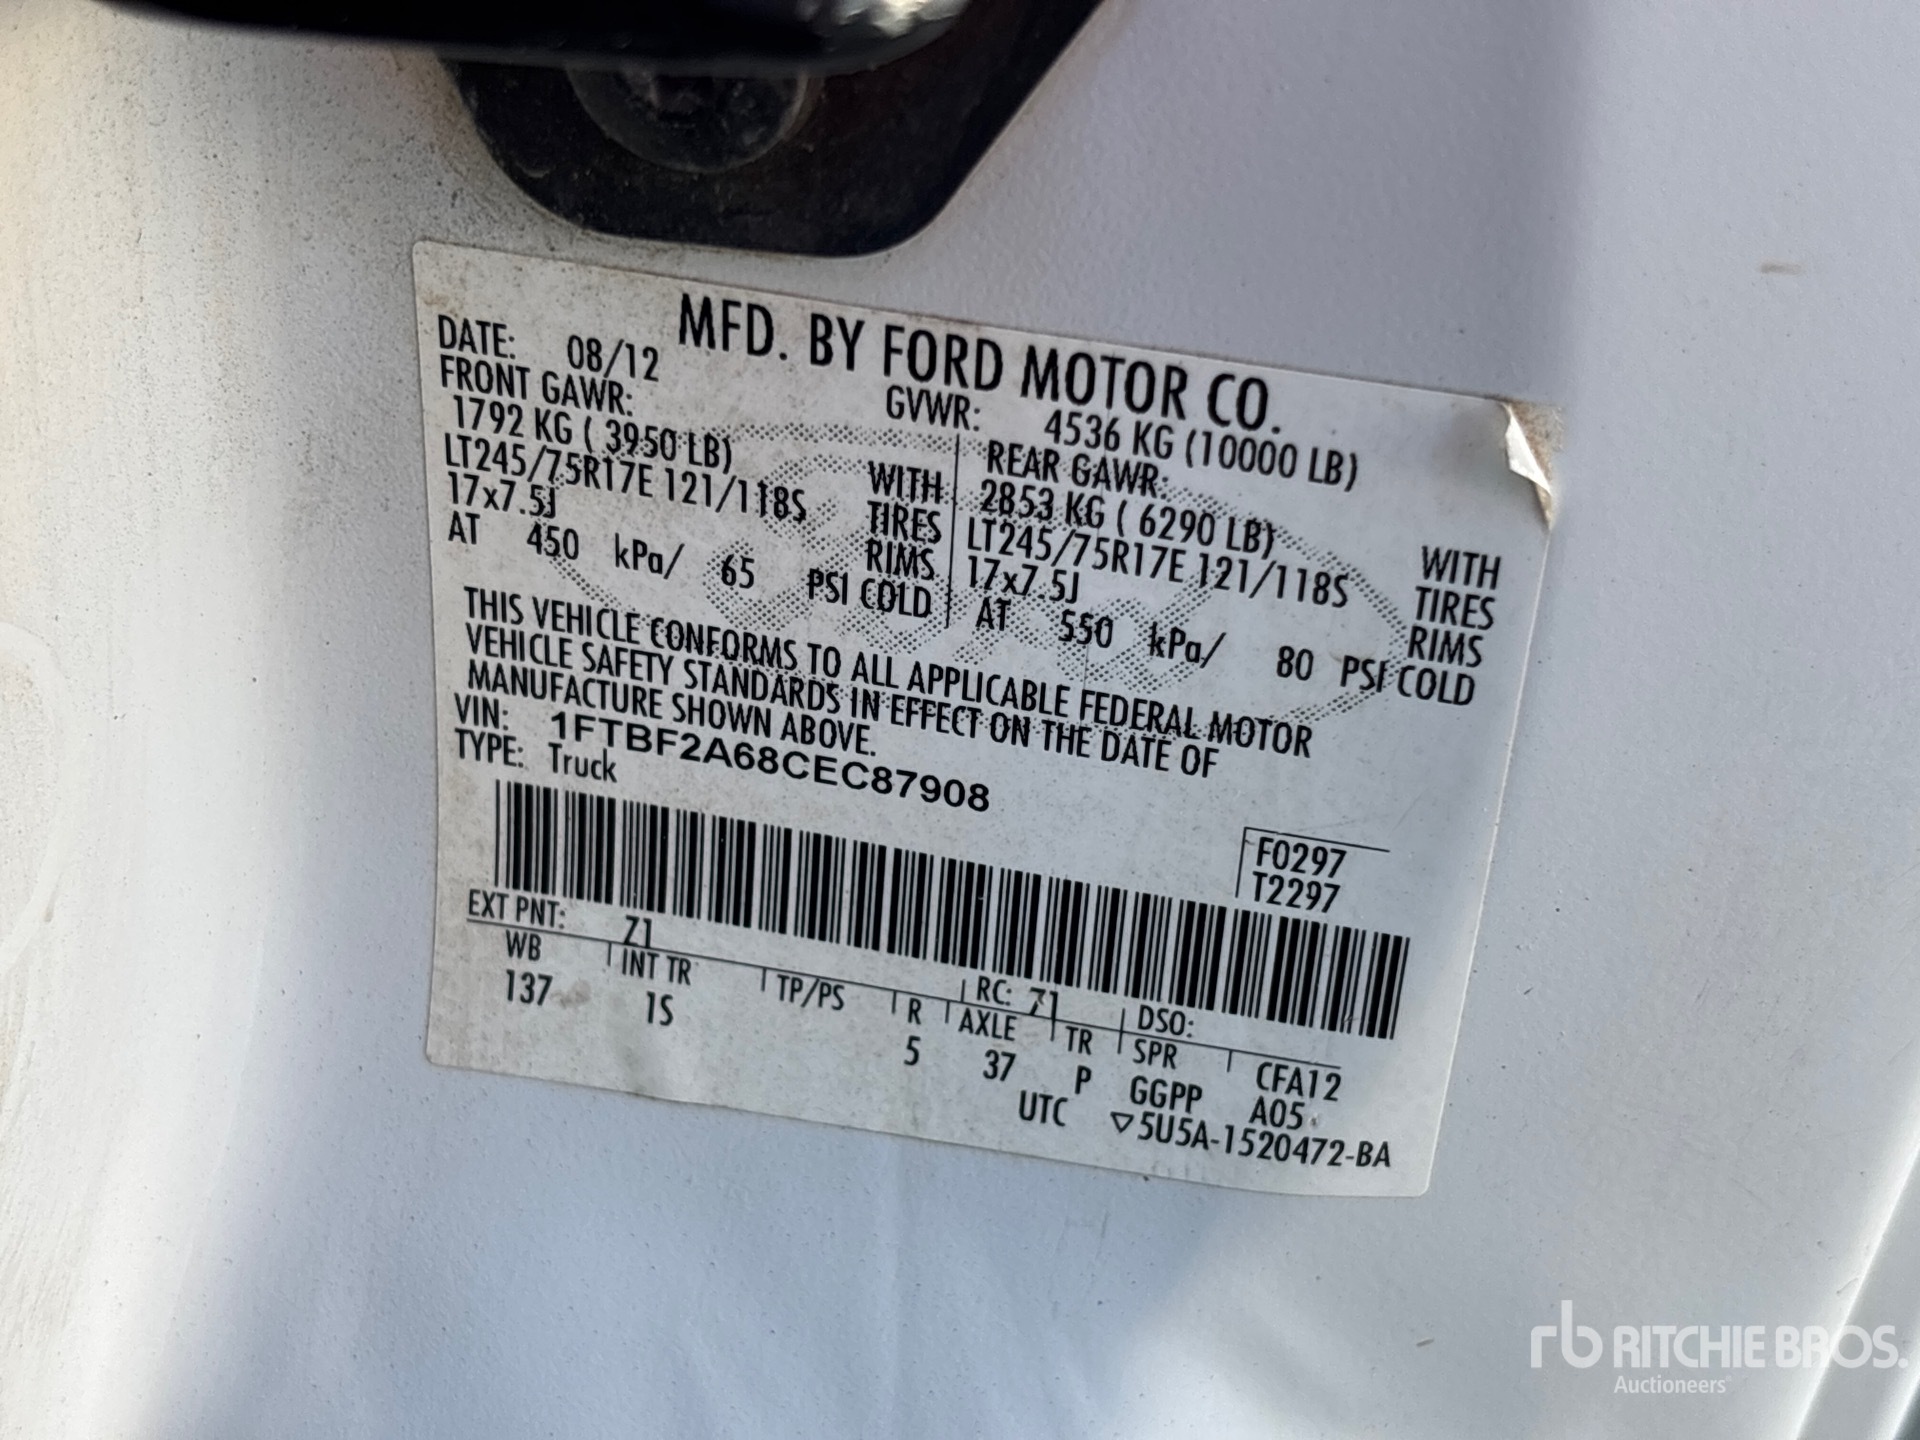 MFD. BY FORD MOTOR CO.
DATE: 08/12 GVWR: 4536 KG (10000 LB)
FRONT GAWR: REAR GAWR:
1792 KG ( 3950 LB) WITH 2853 KG ( 6290 LB) WITH
LT245/75R17E 121/118S TIRES LT245/75R17E 121/118S TIRES
17x7.5J RIMS 17x7.5J RIMS
AT 450 kPa/ 65 PSI COLD AT 550 kPa/ 80 PSI COLD
THIS VEHICLE CONFORMS TO ALL APPLICABLE FEDERAL MOTOR
VEHICLE SAFETY STANDARDS IN EFFECT ON THE DATE OF
MANUFACTURE SHOWN ABOVE.
VIN: 1FTBF2A68CEC87908
TYPE: Truck
F0297
T2297
EXT PNT: Z1 RC: 71 DSO:
WB INT TR TP/PS R AXLE TR SPR CFA12
137 1S 5 37 P GGPP A05
UTC ▽5U5A-1520472-BA
rb RITCHIE BROS.
Auctioneers